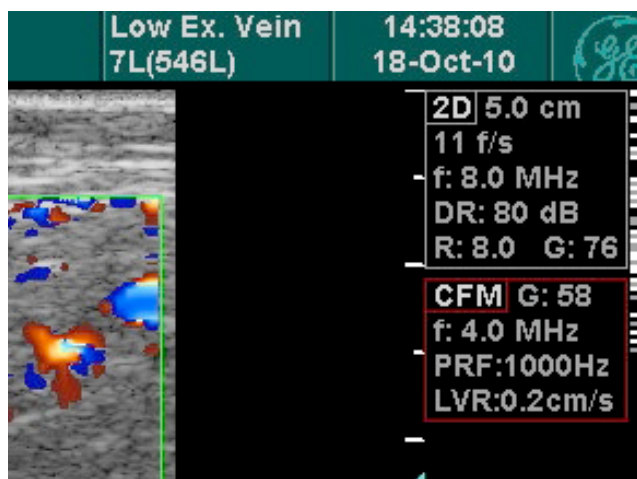 Low Ex. Vein
7L(546L)
14:38:08
18-Oct-10
2D 5.0 cm
11 f/s
f: 8.0 MHz
DR: 80 dB
R: 8.0 G: 76
CFM G: 58
f: 4.0 MHz
PRF:1000Hz
LVR:0.2cm/s